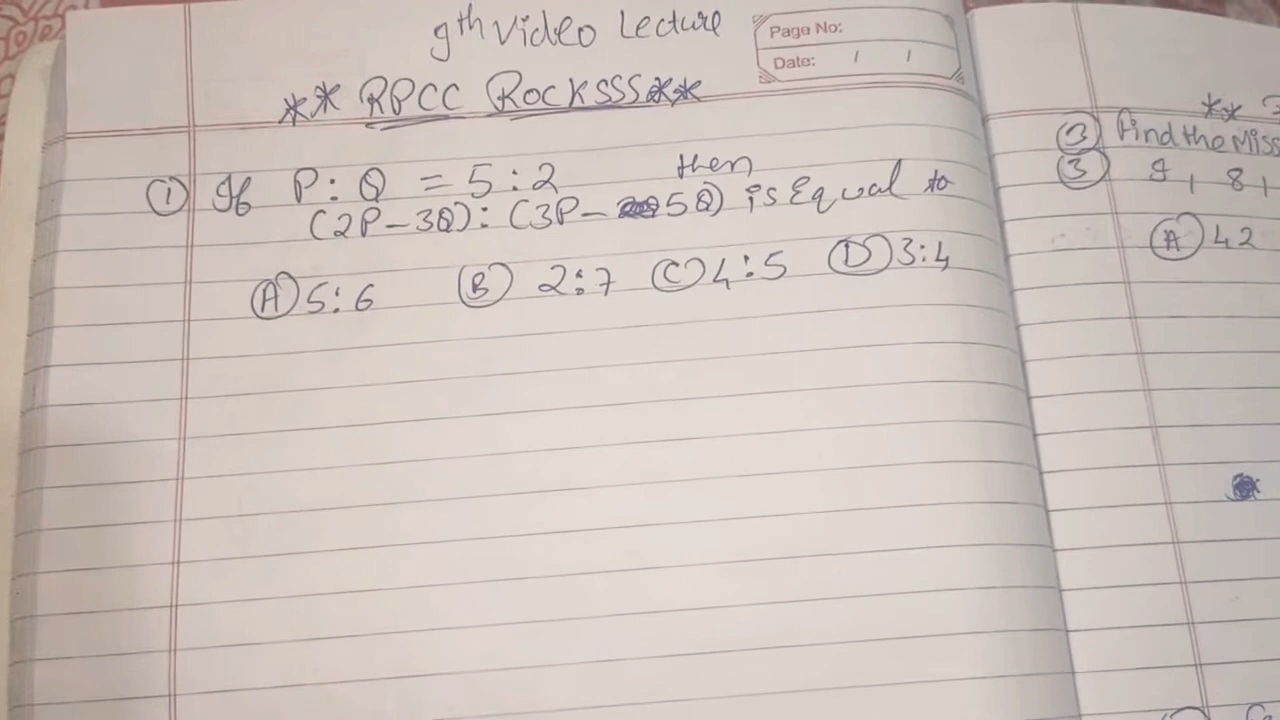 9th Video Lecture
Page No:
Date: / /
** RPCC ROCKSSS**
① If P : Q = 5 : 2 then
(2P-3Q) : (3P- 5Q) is Equal to
Ⓐ 5:6 Ⓑ 2:7 Ⓒ 4:5 Ⓓ 3:4
**
③ Find the Miss
③ 9, 8,
Ⓐ 42